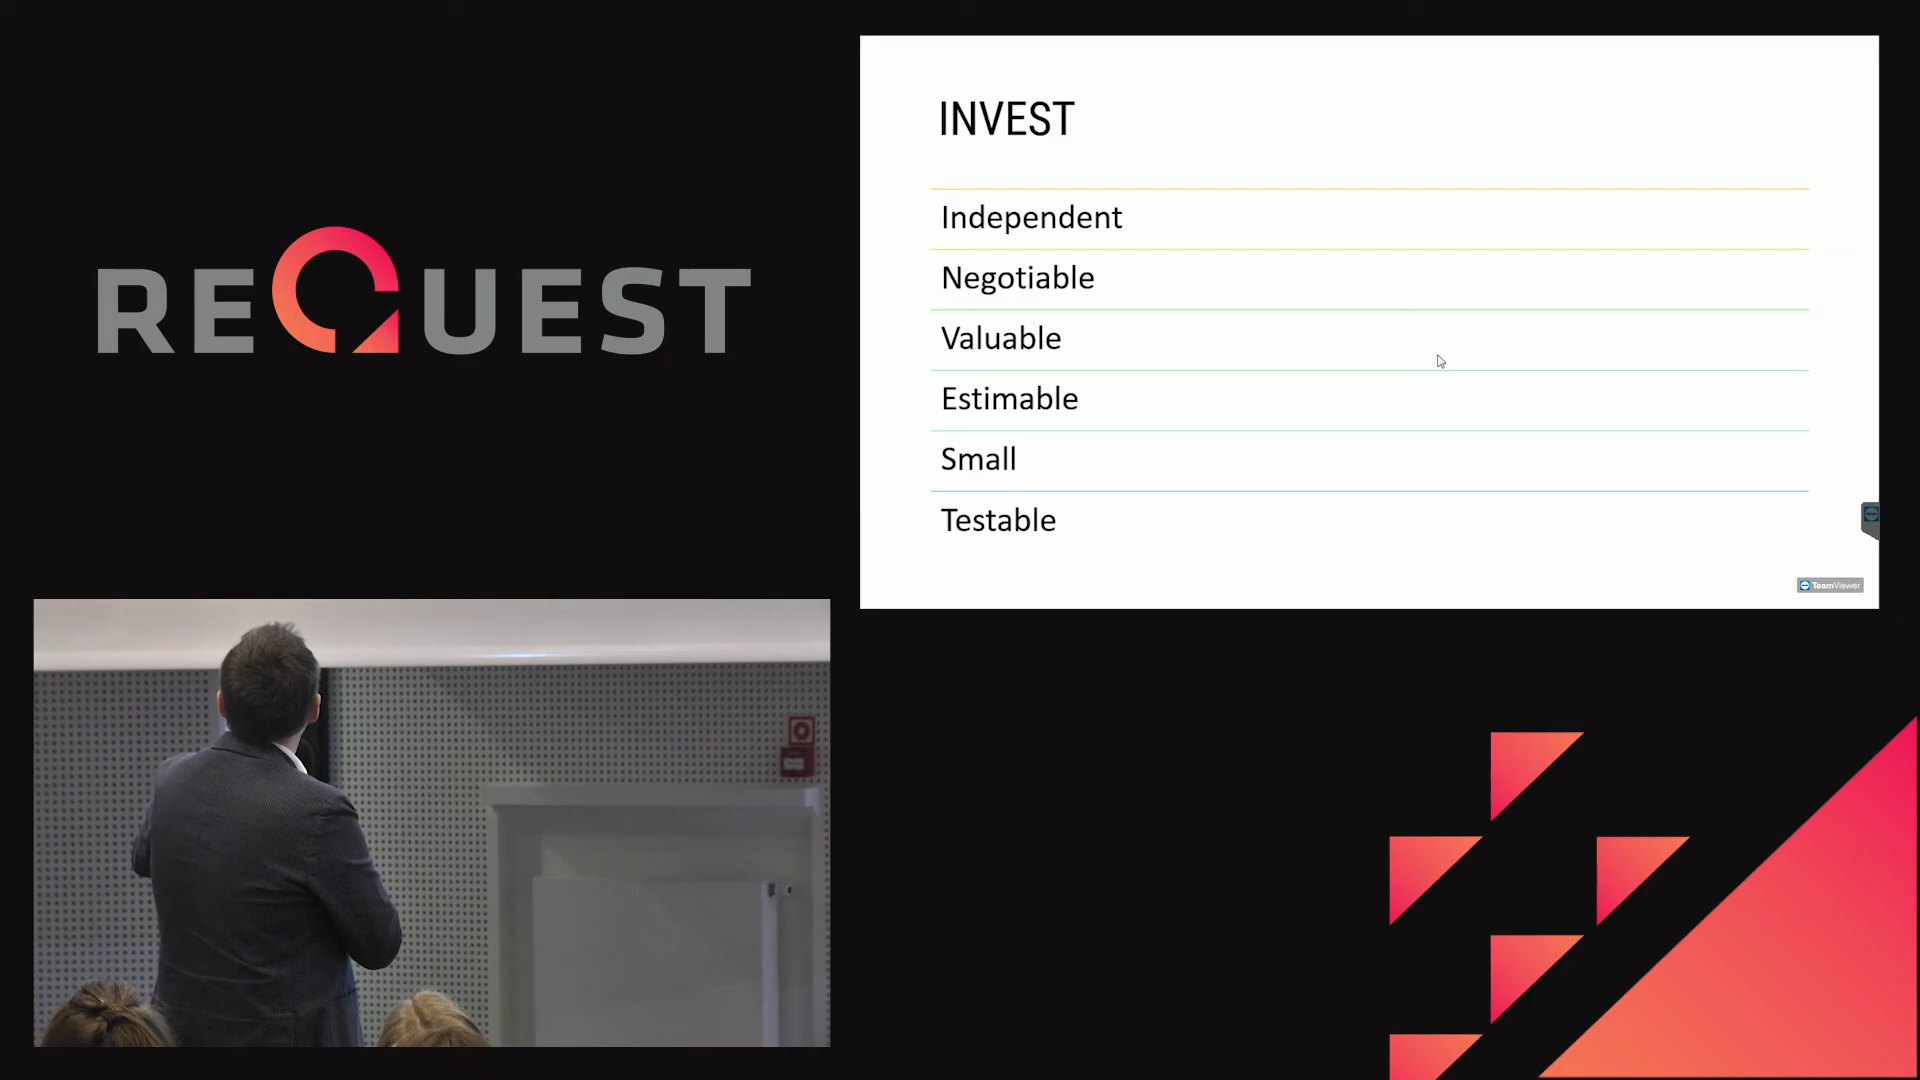 REQUEST
INVEST
Independent
Negotiable
Valuable
Estimable
Small
Testable
TeamViewer